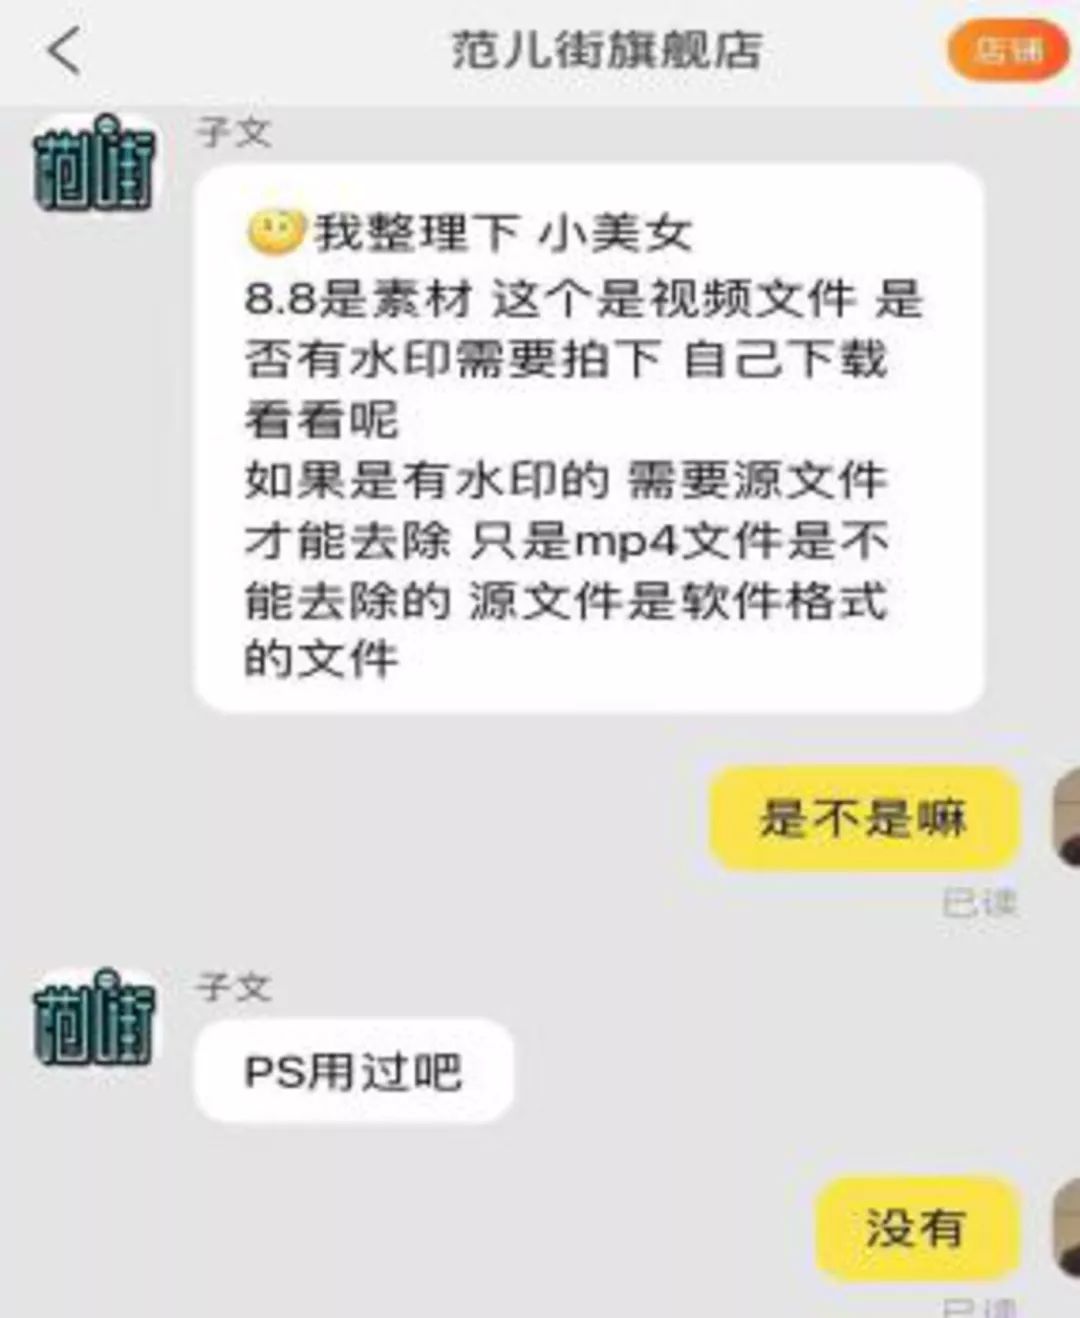 范儿街旗舰店
店铺
范儿街
子文
我整理下 小美女
8.8是素材 这个是视频文件 是
否有水印需要拍下 自己下载
看看呢
如果是有水印的 需要源文件
才能去除 只是mp4文件是不
能去除的 源文件是软件格式
的文件
是不是嘛
已读
范儿街
子文
PS用过吧
没有
已读